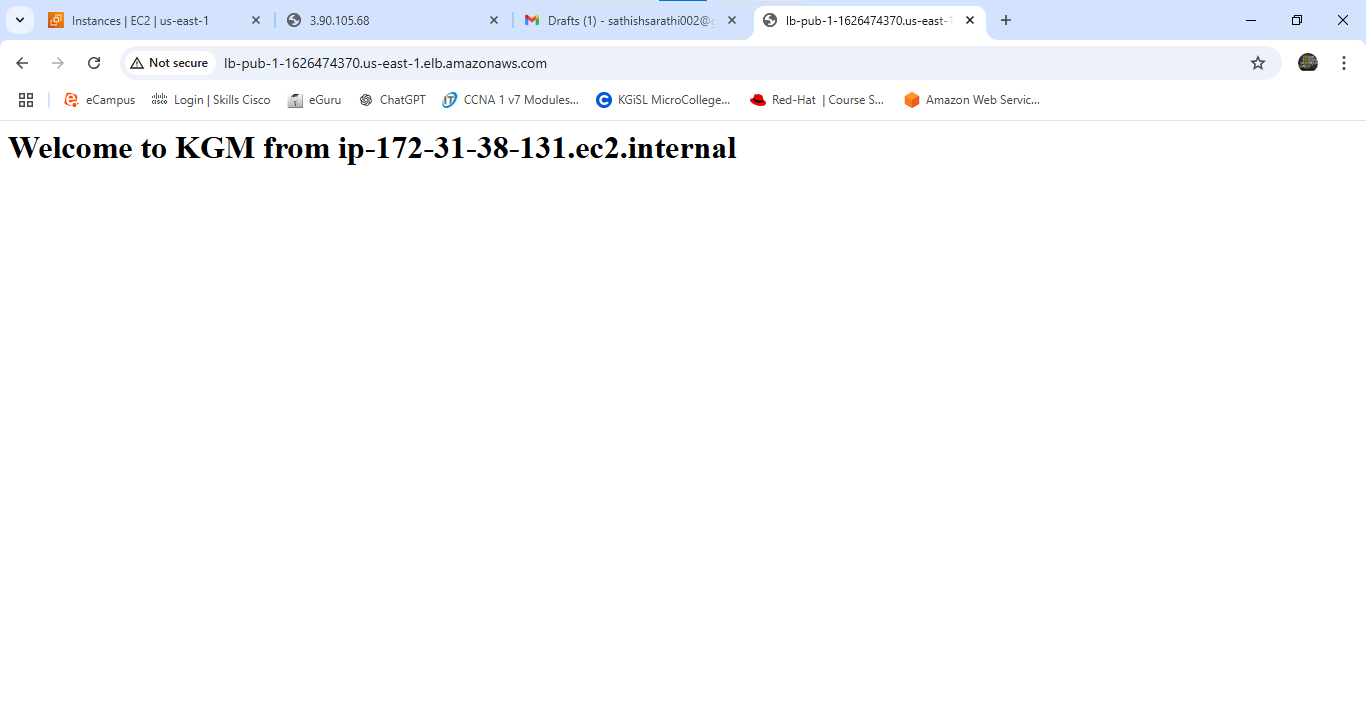 Instances | EC2 | us-east-1
3.90.105.68
Drafts (1) - sathishsarathi002@g
lb-pub-1-1626474370.us-east-1
Not secure
lb-pub-1-1626474370.us-east-1.elb.amazonaws.com
eCampus
Login | Skills Cisco
eGuru
ChatGPT
CCNA 1 v7 Modules...
KGiSL MicroCollege...
Red-Hat | Course S...
Amazon Web Servic...
Welcome to KGM from ip-172-31-38-131.ec2.internal